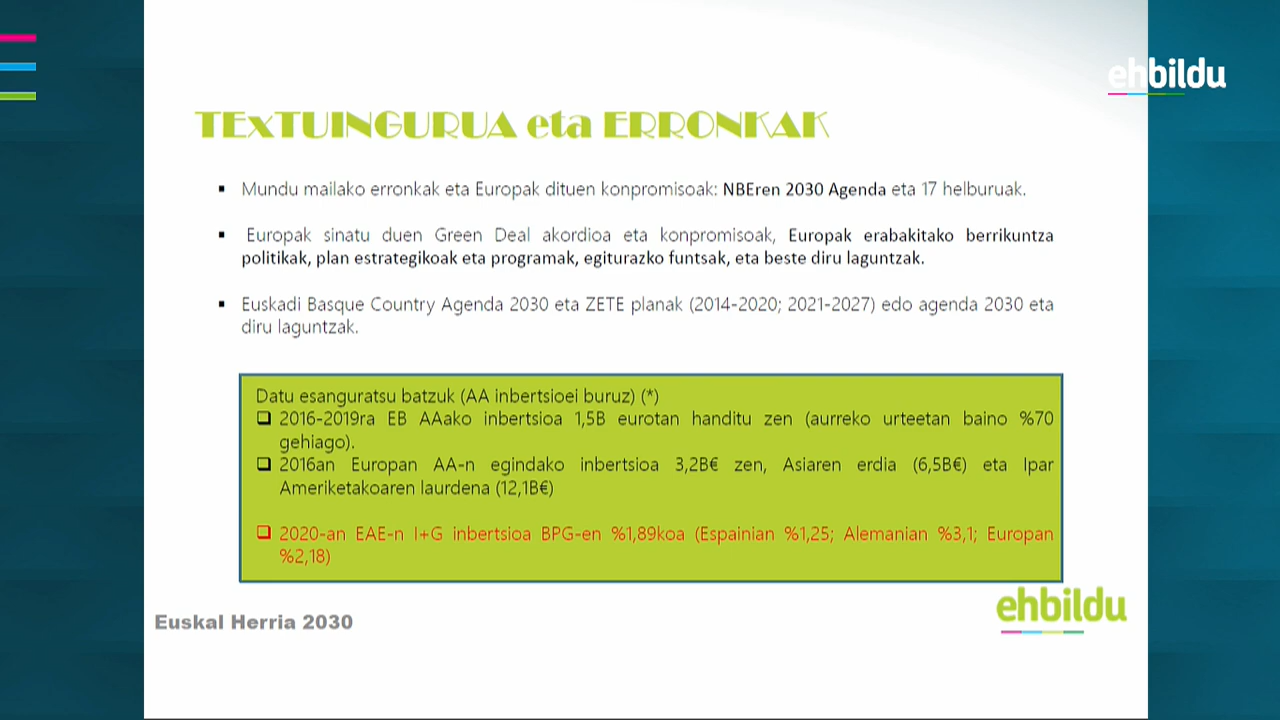 ehbildu
TExTUINGURUA eta ERRONKAK
▪ Mundu mailako erronkak eta Europak dituen konpromisoak: NBEren 2030 Agenda eta 17 helburuak.
▪ Europak sinatu duen Green Deal akordioa eta konpromisoak, Europak erabakitako berrikuntza
politikak, plan estrategikoak eta programak, egiturazko funtsak, eta beste diru laguntzak.
▪ Euskadi Basque Country Agenda 2030 eta ZETE planak (2014-2020; 2021-2027) edo agenda 2030 eta
diru laguntzak.
Datu esanguratsu batzuk (AA inbertsioei buruz) (*)
❑ 2016-2019ra EB AAako inbertsioa 1,5B eurotan handitu zen (aurreko urteetan baino %70
gehiago).
❑ 2016an Europan AA-n egindako inbertsioa 3,2B€ zen, Asiaren erdia (6,5B€) eta Ipar
Ameriketakoaren laurdena (12,1B€)
❑ 2020-an EAE-n I+G inbertsioa BPG-en %1,89koa (Espainian %1,25; Alemanian %3,1; Europan
%2,18)
ehbildu
Euskal Herria 2030